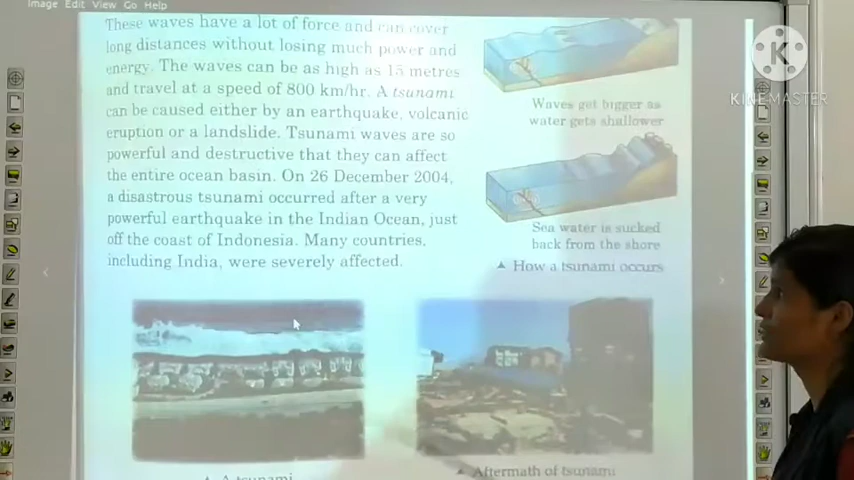 Image Edit View Go Help
These waves have a lot of force and can cover
long distances without losing much power and
energy. The waves can be as high as 15 metres
and travel at a speed of 800 km/hr. A tsunami
can be caused either by an earthquake, volcanic
eruption or a landslide. Tsunami waves are so
powerful and destructive that they can affect
the entire ocean basin. On 26 December 2004,
a disastrous tsunami occurred after a very
powerful earthquake in the Indian Ocean, just
off the coast of Indonesia. Many countries,
including India, were severely affected.
Waves get bigger as
water gets shallower
Sea water is sucked
back from the shore
▲ How a tsunami occurs
▲ A tsunami
▲ Aftermath of tsunami
K
KINEMASTER